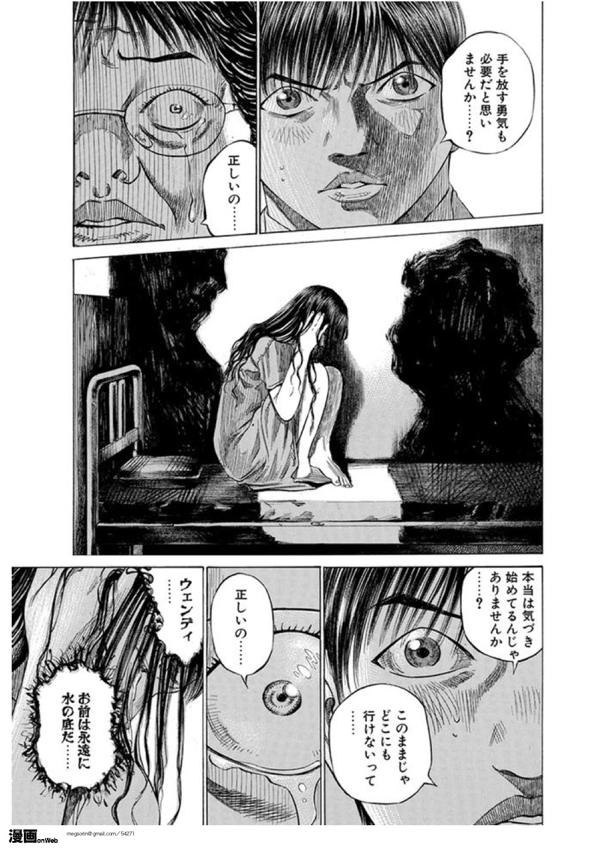 手を放す勇気も
必要だと思い
ませんか……？
正しいの……
本当は気づき
始めてるんじゃ
ありませんか
……？
このままじゃ
どこにも
行けないって
正しいの……
ウェンディ
……
お前は永遠に
水の底だ……
漫画onWeb
megaorin@gmail.com/54271